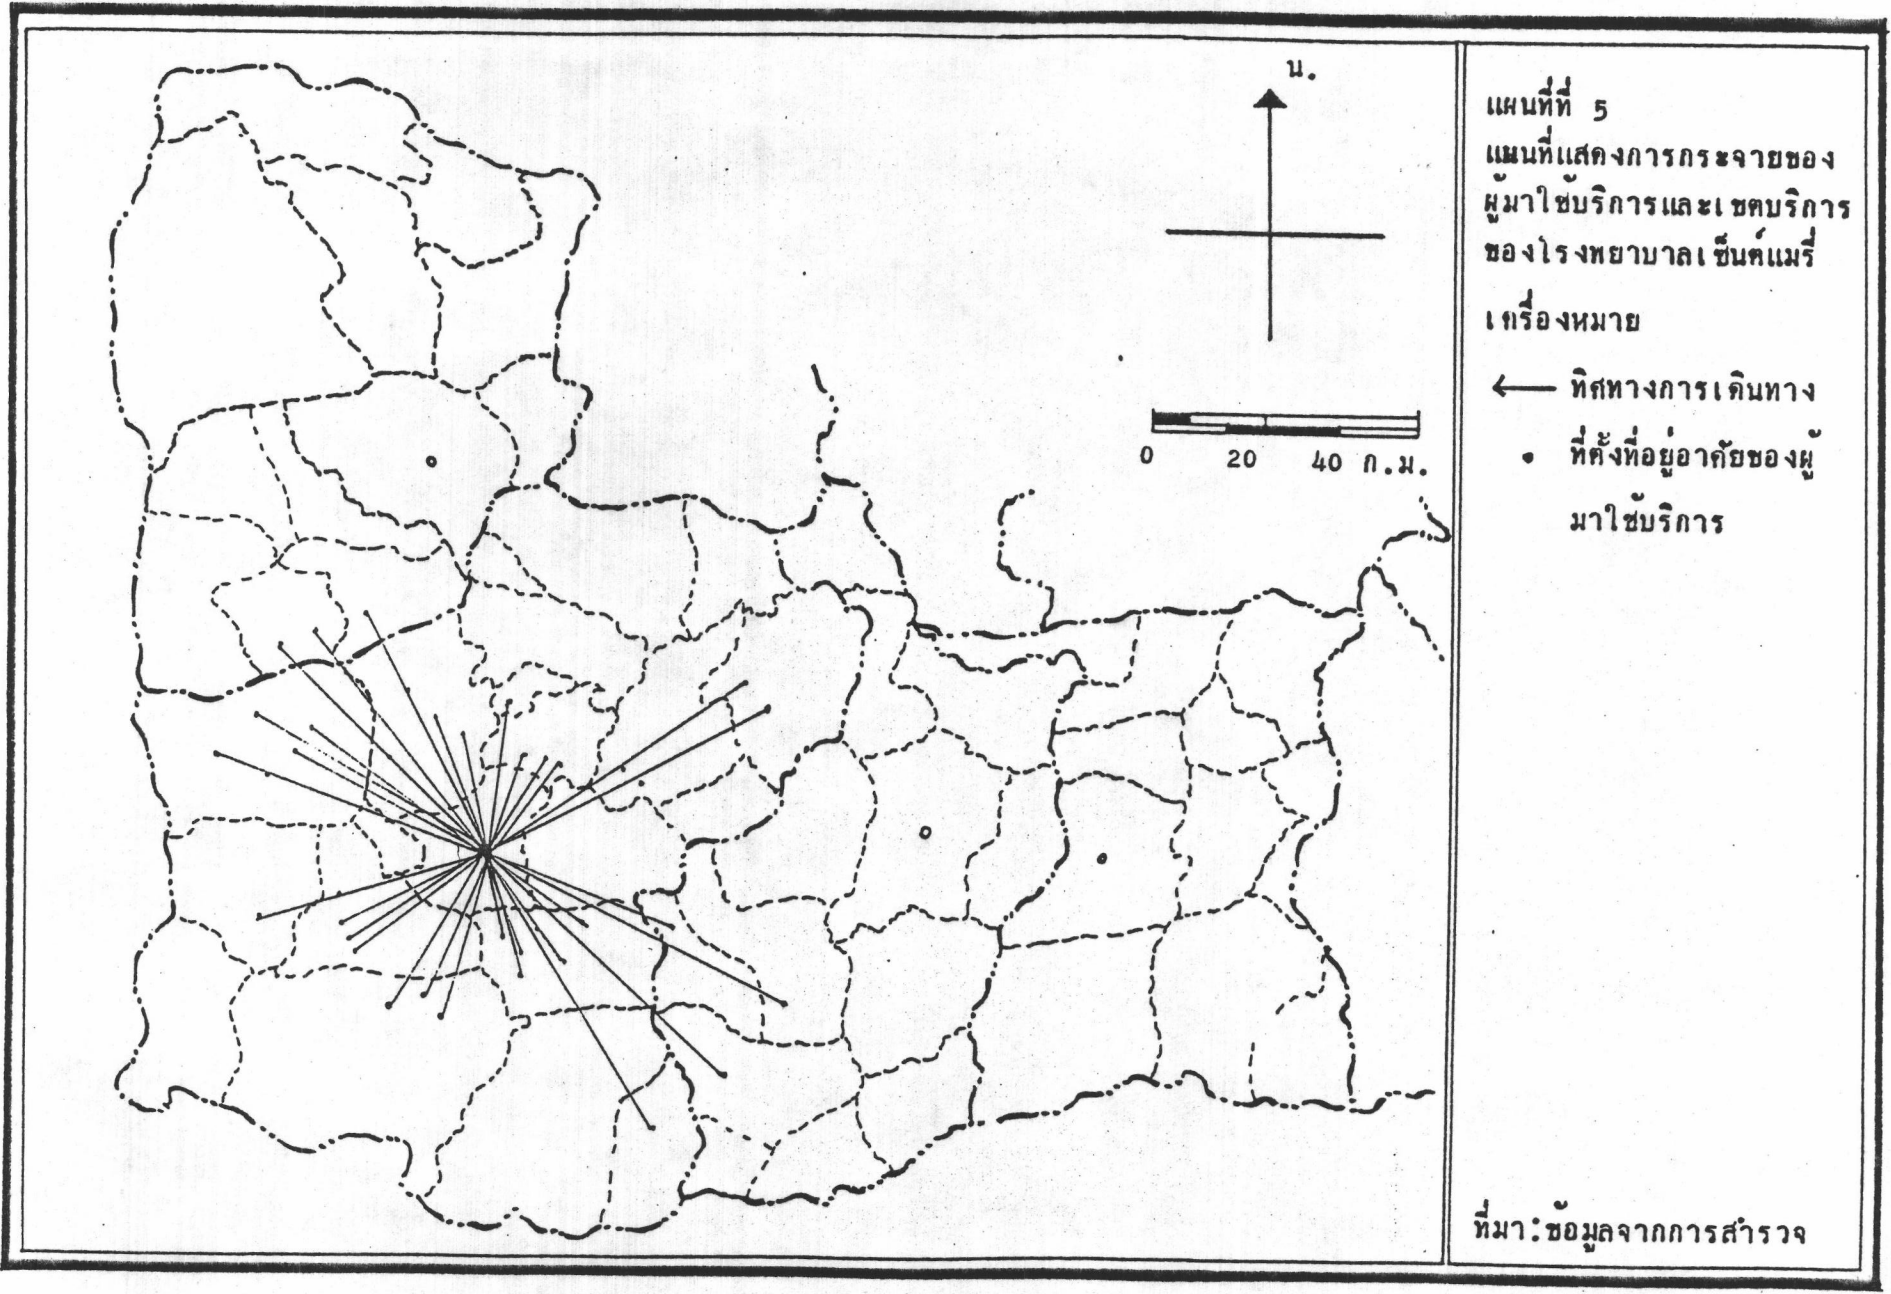 น.
0 20 40 ก.ม.
แผนที่ที่ 5
แผนที่แสดงการกระจายของ
ผู้มาใช้บริการและเขตบริการ
ของโรงพยาบาลเซ็นต์แมรี่
เครื่องหมาย
ทิศทางการเดินทาง
ที่ตั้งที่อยู่อาศัยของผู้
มาใช้บริการ
ที่มา:ข้อมูลจากการสำรวจ